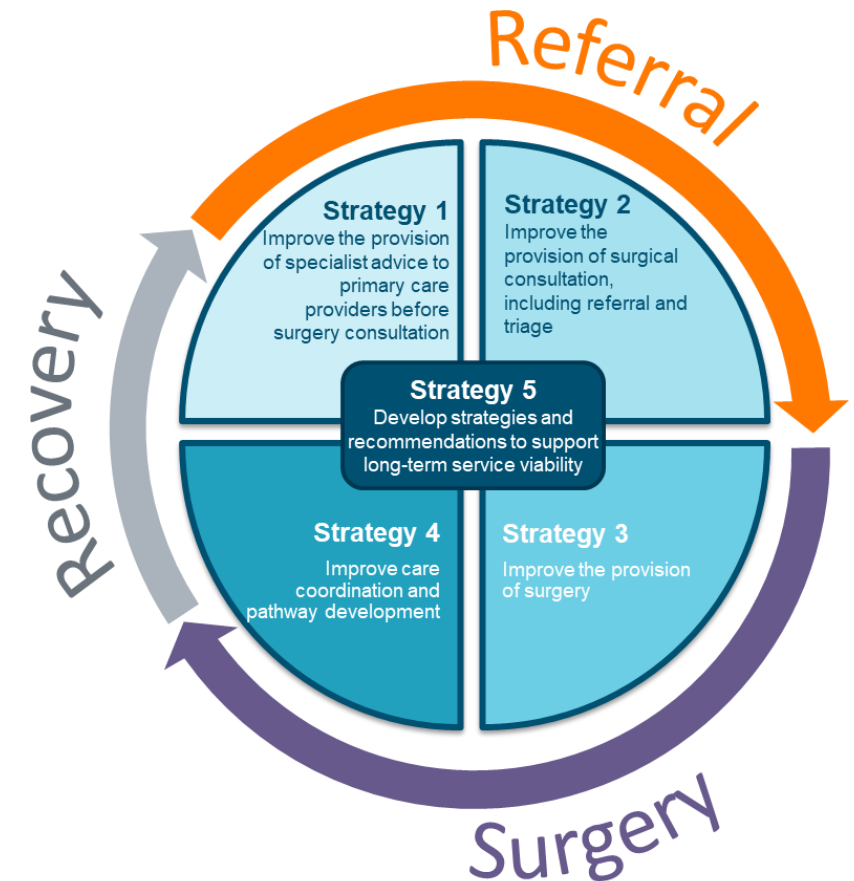 Referral
Strategy 1
Improve the provision
of specialist advice to
primary care
providers before
surgery consultation
Strategy 2
Improve the
provision of surgical
consultation,
including referral and
triage
Strategy 5
Develop strategies and
recommendations to support
long-term service viability
Recovery
Strategy 4
Improve care
coordination and
pathway development
Strategy 3
Improve the provision
of surgery
Surgery